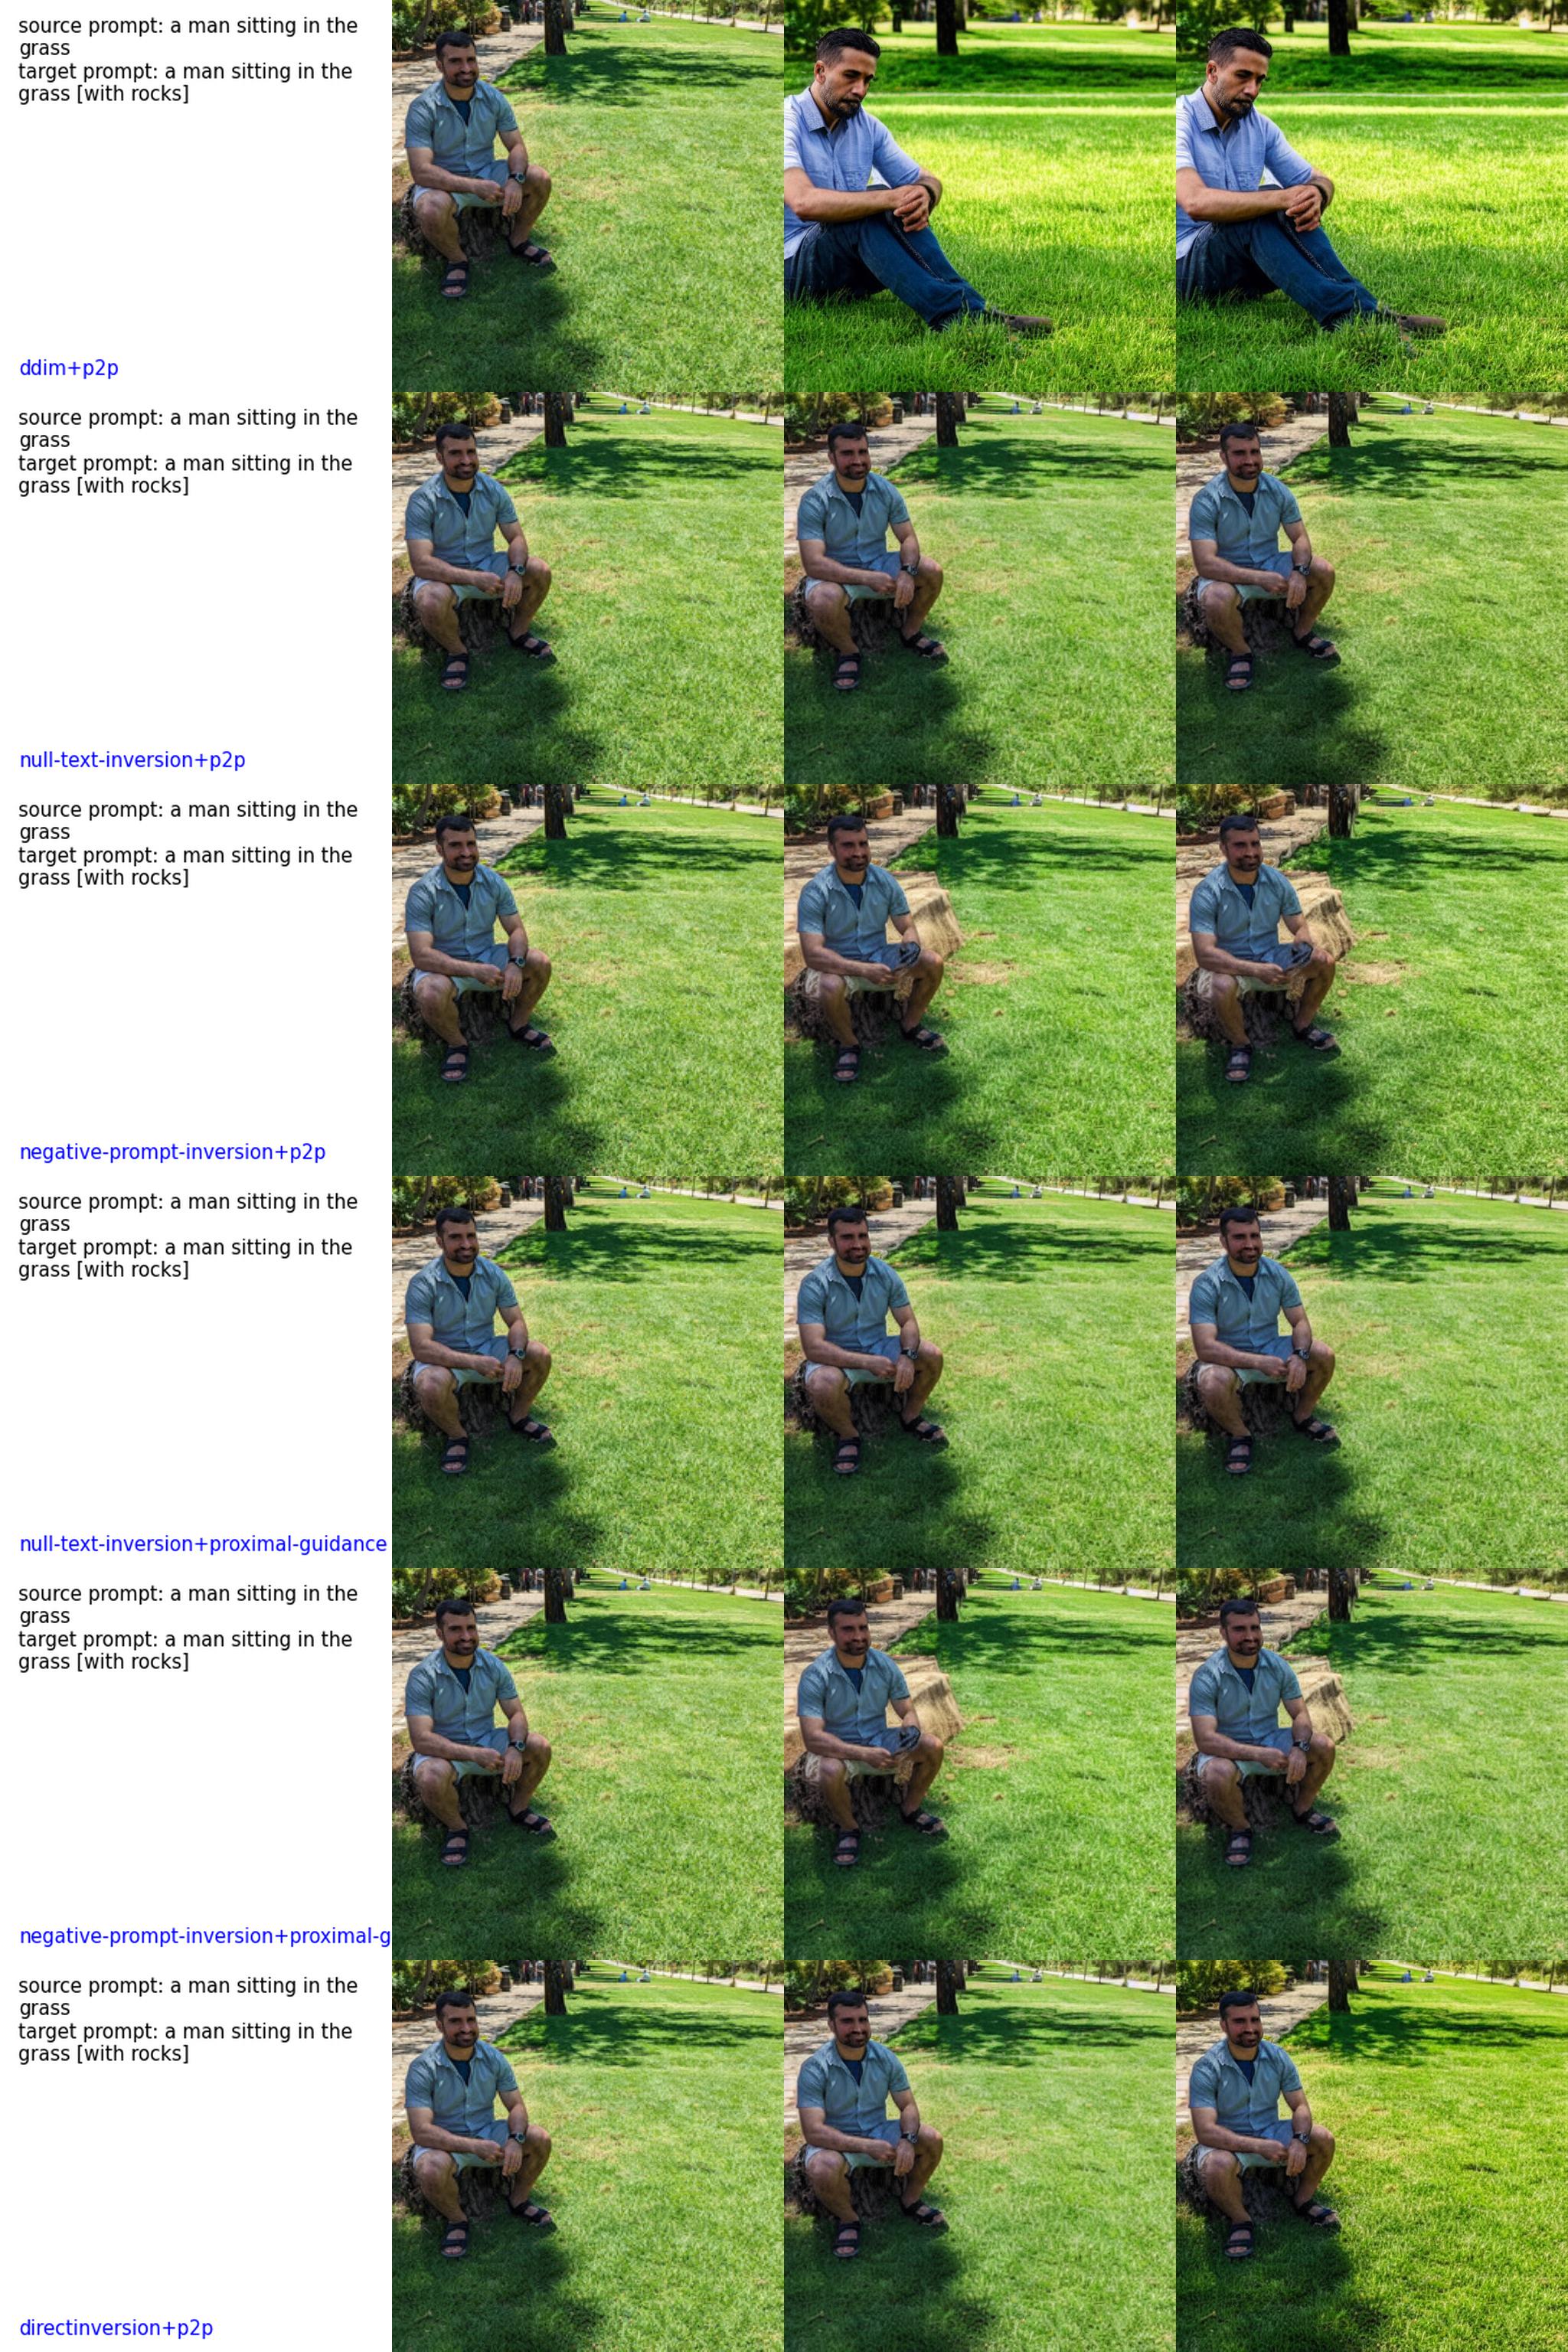 source prompt: a man sitting in the
grass
target prompt: a man sitting in the
grass [with rocks]
ddim+p2p
source prompt: a man sitting in the
grass
target prompt: a man sitting in the
grass [with rocks]
null-text-inversion+p2p
source prompt: a man sitting in the
grass
target prompt: a man sitting in the
grass [with rocks]
negative-prompt-inversion+p2p
source prompt: a man sitting in the
grass
target prompt: a man sitting in the
grass [with rocks]
null-text-inversion+proximal-guidance
source prompt: a man sitting in the
grass
target prompt: a man sitting in the
grass [with rocks]
negative-prompt-inversion+proximal-g
source prompt: a man sitting in the
grass
target prompt: a man sitting in the
grass [with rocks]
directinversion+p2p